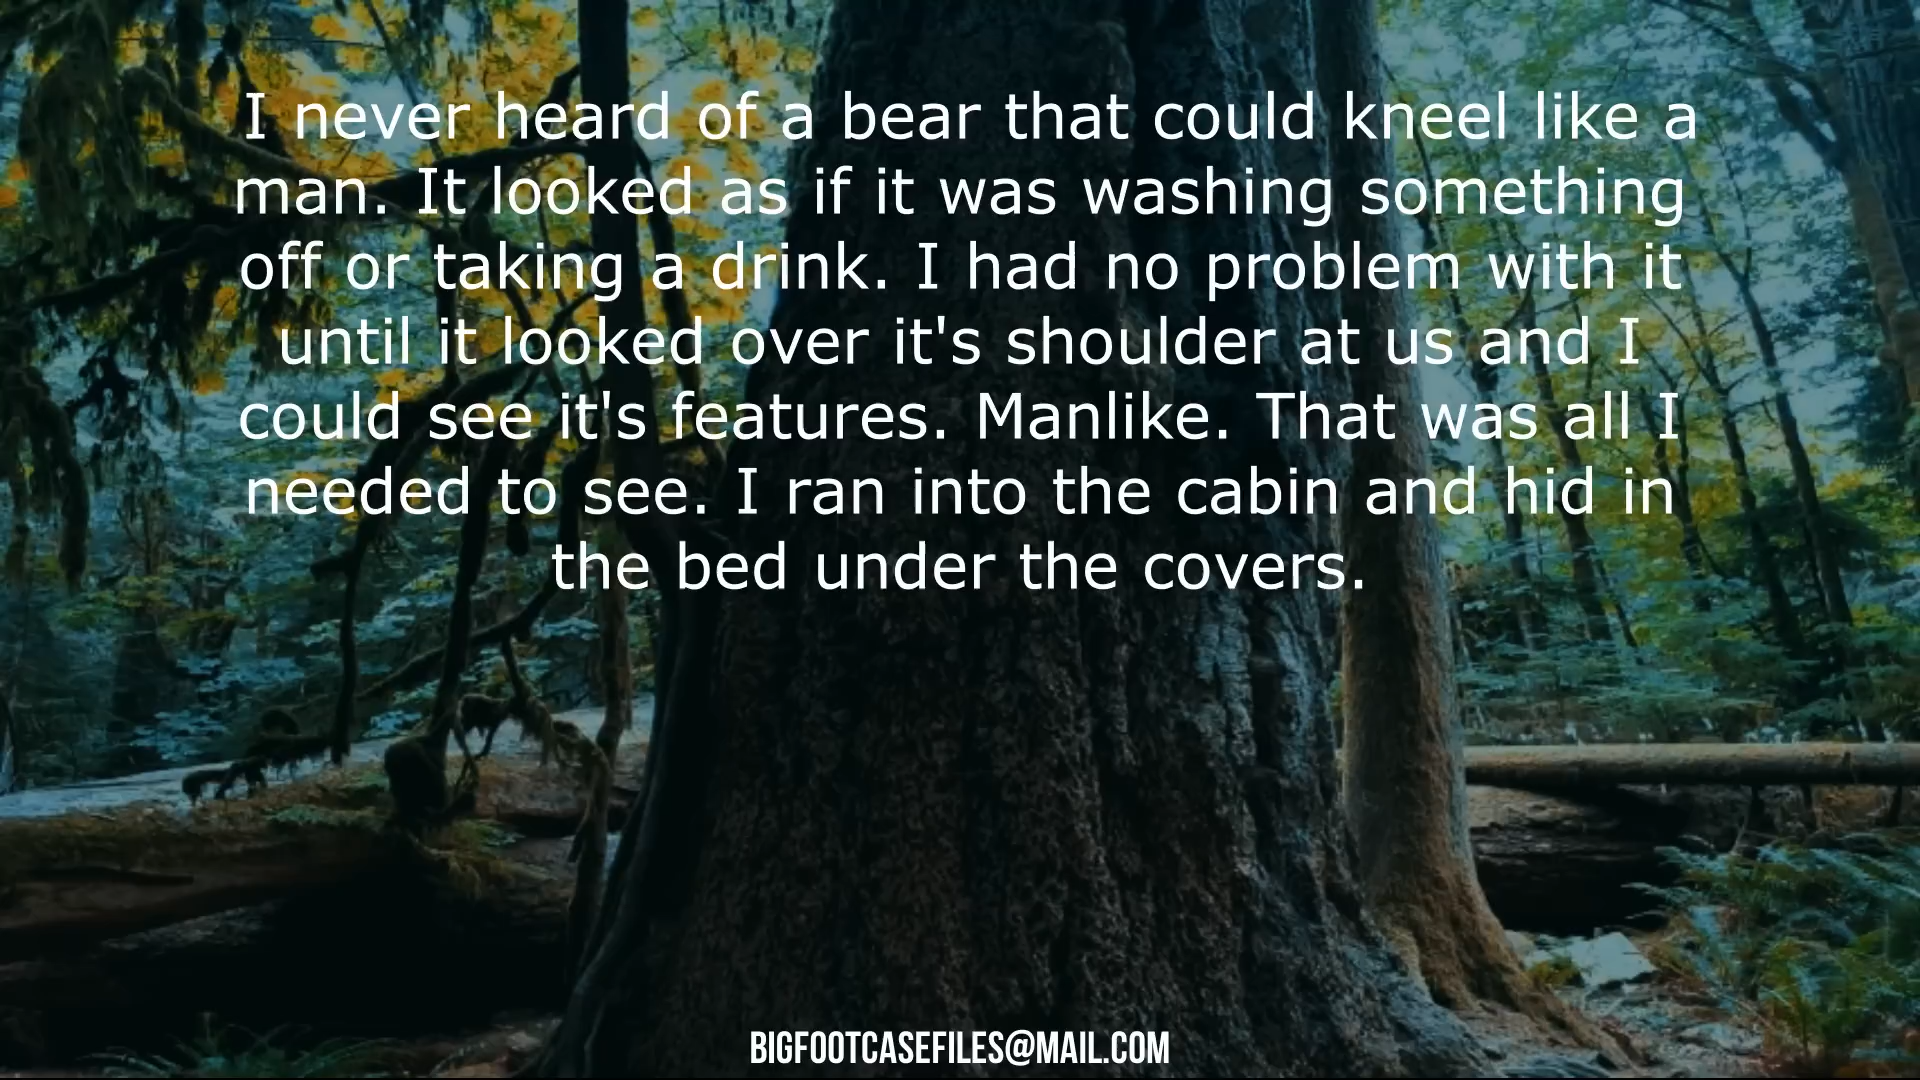 I never heard of a bear that could kneel like a
man. It looked as if it was washing something
off or taking a drink. I had no problem with it
until it looked over it's shoulder at us and I
could see it's features. Manlike. That was all I
needed to see. I ran into the cabin and hid in
the bed under the covers.
BIGFOOTCASEFILES@MAIL.COM